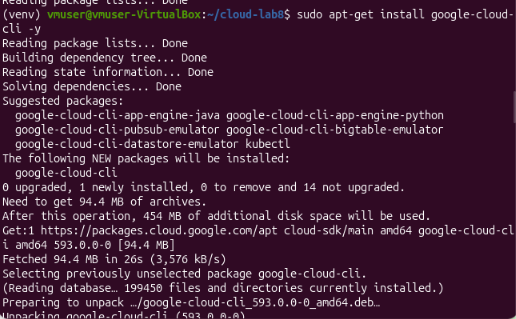 Reading package lists... Done
(venv) vmuser@vmuser-VirtualBox:~/cloud-lab8$ sudo apt-get install google-cloud-
cli -y
Reading package lists... Done
Building dependency tree... Done
Reading state information... Done
Solving dependencies... Done
Suggested packages:
google-cloud-cli-app-engine-java google-cloud-cli-app-engine-python
google-cloud-cli-pubsub-emulator google-cloud-cli-bigtable-emulator
google-cloud-cli-datastore-emulator kubectl
The following NEW packages will be installed:
google-cloud-cli
0 upgraded, 1 newly installed, 0 to remove and 14 not upgraded.
Need to get 94.4 MB of archives.
After this operation, 454 MB of additional disk space will be used.
Get:1 https://packages.cloud.google.com/apt cloud-sdk/main amd64 google-cloud-cl
i amd64 593.0.0-0 [94.4 MB]
Fetched 94.4 MB in 26s (3,576 kB/s)
Selecting previously unselected package google-cloud-cli.
(Reading database… 199450 files and directories currently installed.)
Preparing to unpack …/google-cloud-cli_593.0.0-0_amd64.deb…
Unpacking google-cloud-cli (593.0.0-0)